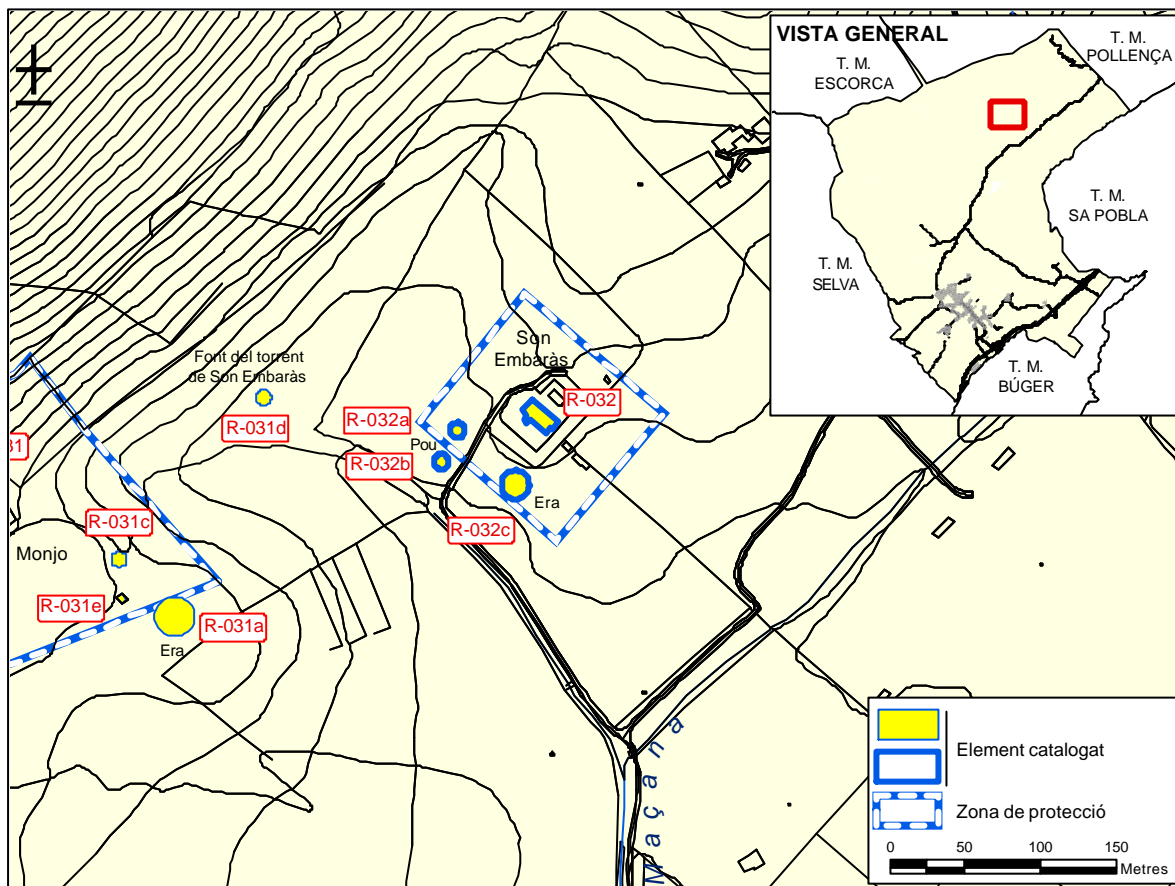 VISTA GENERAL
T. M.
POLLENÇA
T. M.
ESCORCA
T. M.
SA POBLA
T. M.
SELVA
T. M.
BÚGER
Son
Embaràs
Font del torrent
de Son Embaràs
R-032
R-032a
R-031d
Pou
R-032b
31
Era
R-031c
R-032c
Monjo
R-031e
R-031a
Era
Maçana
Element catalogat
Zona de protecció
0 50 100 150
Metres